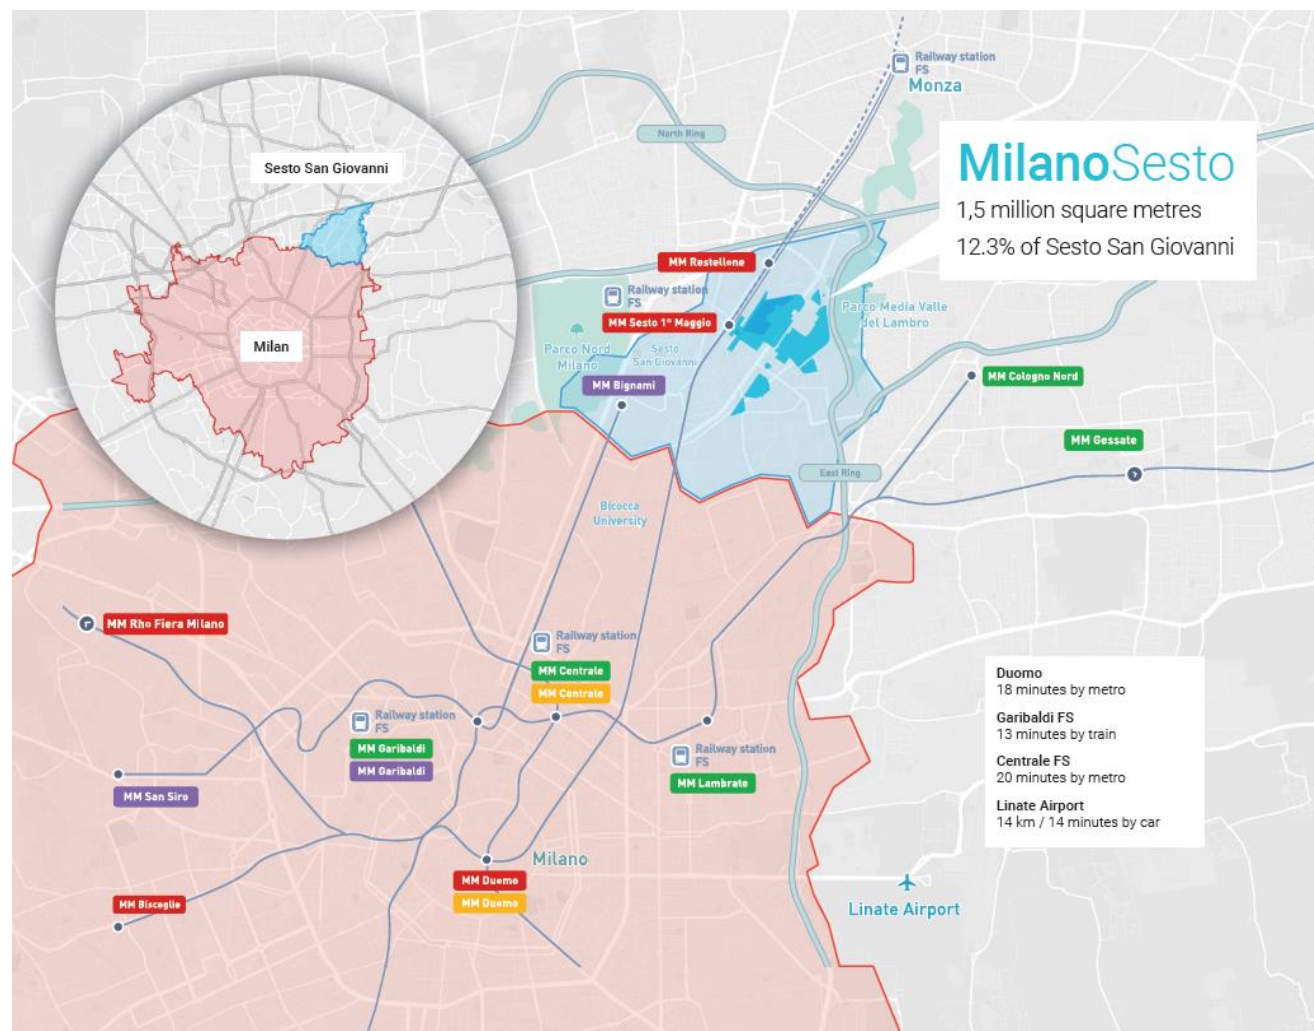 Railway station
FS
Monza
North Ring
Sesto San Giovanni
Milan
MilanoSesto
1,5 million square metres
12.3% of Sesto San Giovanni
MM Restellone
Railway station
FS
MM Sesto 1° Maggio
Parco Media Valle
del Lambro
Parco Nord
Milano
Sesto
San Giovanni
MM Bignami
MM Cologno Nord
MM Gessate
East Ring
Bicocca
University
MM Rho Fiera Milano
Railway station
FS
MM Centrale
MM Centrale
Railway station
FS
MM Garibaldi
MM Garibaldi
Railway station
FS
MM Lambrate
MM San Siro
Duomo
18 minutes by metro
Garibaldi FS
13 minutes by train
Centrale FS
20 minutes by metro
Linate Airport
14 km / 14 minutes by car
Milano
MM Duomo
MM Duomo
MM Bisceglie
Linate Airport